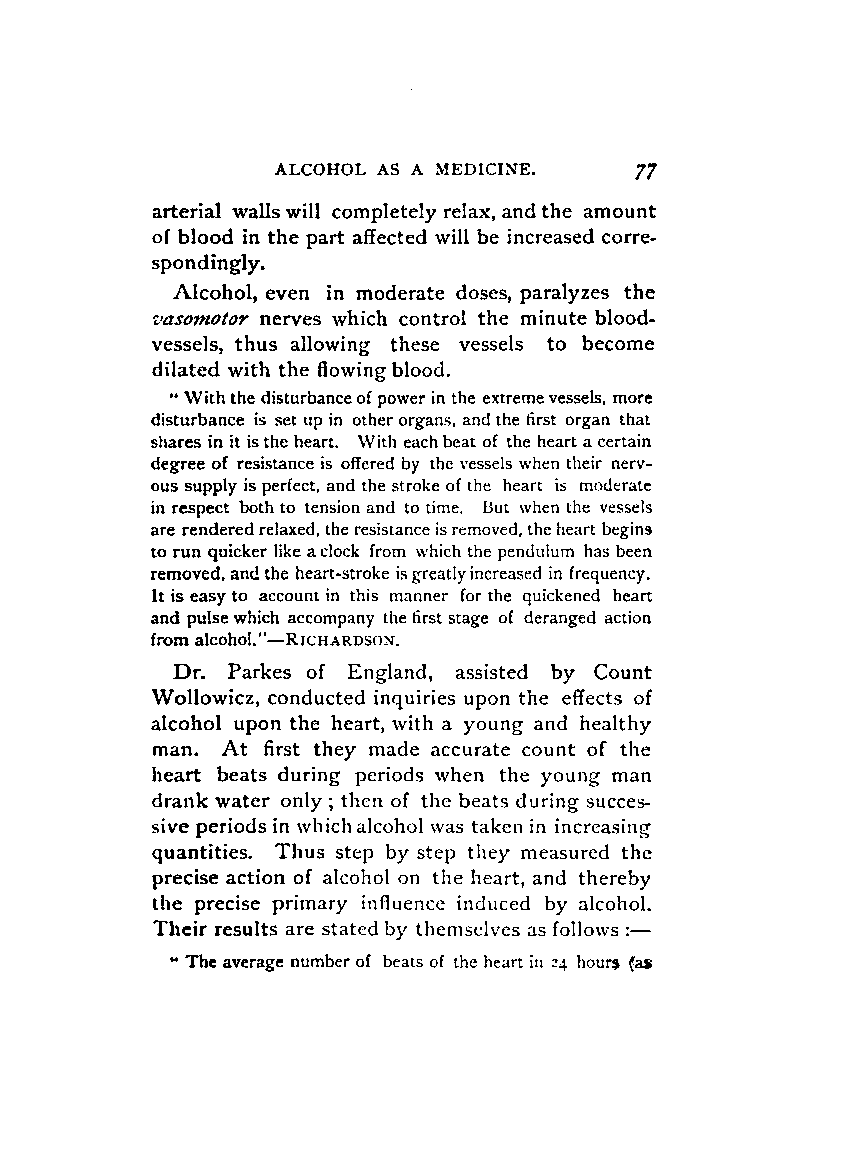 ALCOHOL AS A MEDICINE. 77
arterial walls will completely relax, and the amount
of blood in the part affected will be increased corre-
spondingly.
Alcohol, even in moderate doses, paralyzes the
vasomotor nerves which control the minute blood-
vessels, thus allowing these vessels to become
dilated with the flowing blood.
" With the disturbance of power in the extreme vessels, more
disturbance is set up in other organs, and the first organ that
shares in it is the heart. With each beat of the heart a certain
degree of resistance is offered by the vessels when their nerv-
ous supply is perfect, and the stroke of the heart is moderate
in respect both to tension and to time. But when the vessels
are rendered relaxed, the resistance is removed, the heart begins
to run quicker like a clock from which the pendulum has been
removed, and the heart-stroke is greatly increased in frequency.
It is easy to account in this manner for the quickened heart
and pulse which accompany the first stage of deranged action
from alcohol."—RICHARDSON.
Dr. Parkes of England, assisted by Count
Wollowicz, conducted inquiries upon the effects of
alcohol upon the heart, with a young and healthy
man. At first they made accurate count of the
heart beats during periods when the young man
drank water only ; then of the beats during succes-
sive periods in which alcohol was taken in increasing
quantities. Thus step by step they measured the
precise action of alcohol on the heart, and thereby
the precise primary influence induced by alcohol.
Their results are stated by themselves as follows :—
" The average number of beats of the heart in 24 hours (as